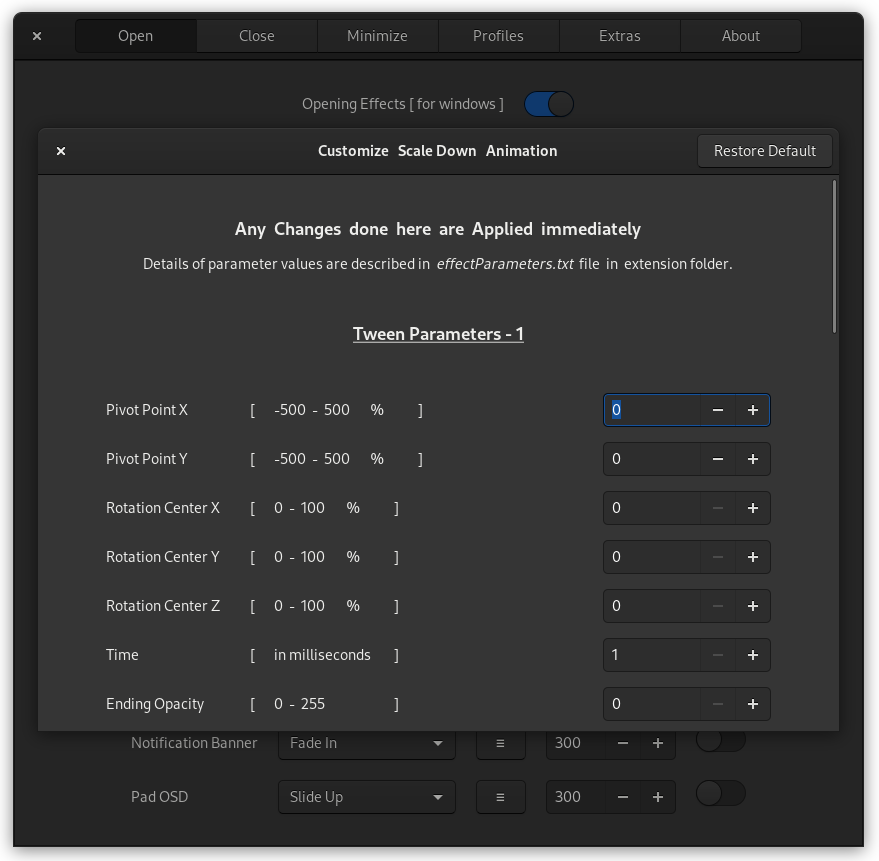 × Open Close Minimize Profiles Extras About
Opening Effects [ for windows ]
× Customize Scale Down Animation Restore Default
Any Changes done here are Applied immediately
Details of parameter values are described in effectParameters.txt file in extension folder.
Tween Parameters - 1
Pivot Point X [ -500 - 500 % ] 0 − +
Pivot Point Y [ -500 - 500 % ] 0 − +
Rotation Center X [ 0 - 100 % ] 0 − +
Rotation Center Y [ 0 - 100 % ] 0 − +
Rotation Center Z [ 0 - 100 % ] 0 − +
Time [ in milliseconds ] 1 − +
Ending Opacity [ 0 - 255 ] 0 − +
Notification Banner Fade In 300 − +
Pad OSD Slide Up 300 − +